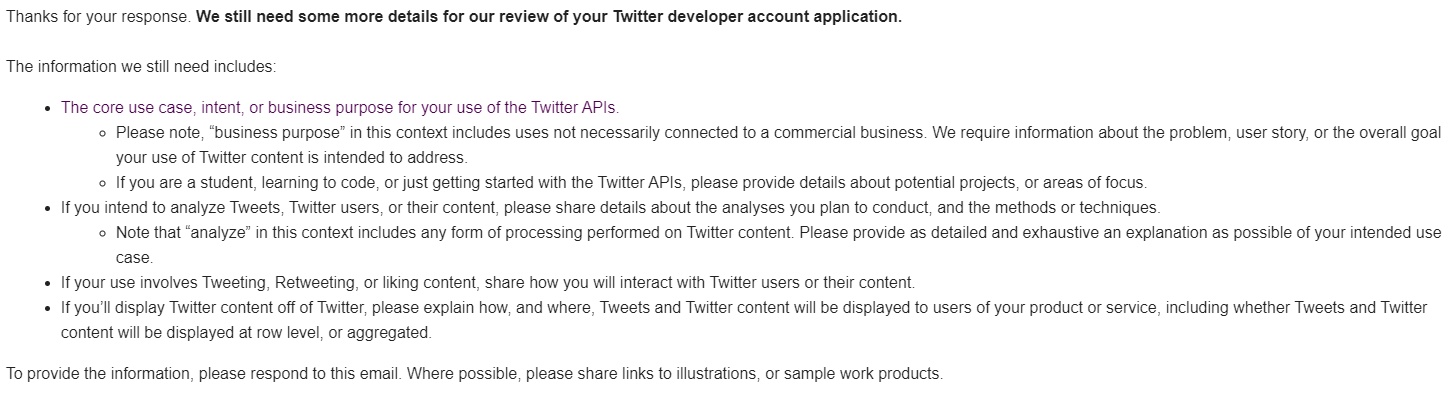 Thanks for your response. We still need some more details for our review of your Twitter developer account application.
The information we still need includes:
• The core use case, intent, or business purpose for your use of the Twitter APIs.
◦ Please note, “business purpose” in this context includes uses not necessarily connected to a commercial business. We require information about the problem, user story, or the overall goal
your use of Twitter content is intended to address.
◦ If you are a student, learning to code, or just getting started with the Twitter APIs, please provide details about potential projects, or areas of focus.
• If you intend to analyze Tweets, Twitter users, or their content, please share details about the analyses you plan to conduct, and the methods or techniques.
◦ Note that “analyze” in this context includes any form of processing performed on Twitter content. Please provide as detailed and exhaustive an explanation as possible of your intended use
case.
• If your use involves Tweeting, Retweeting, or liking content, share how you will interact with Twitter users or their content.
• If you’ll display Twitter content off of Twitter, please explain how, and where, Tweets and Twitter content will be displayed to users of your product or service, including whether Tweets and Twitter
content will be displayed at row level, or aggregated.
To provide the information, please respond to this email. Where possible, please share links to illustrations, or sample work products.